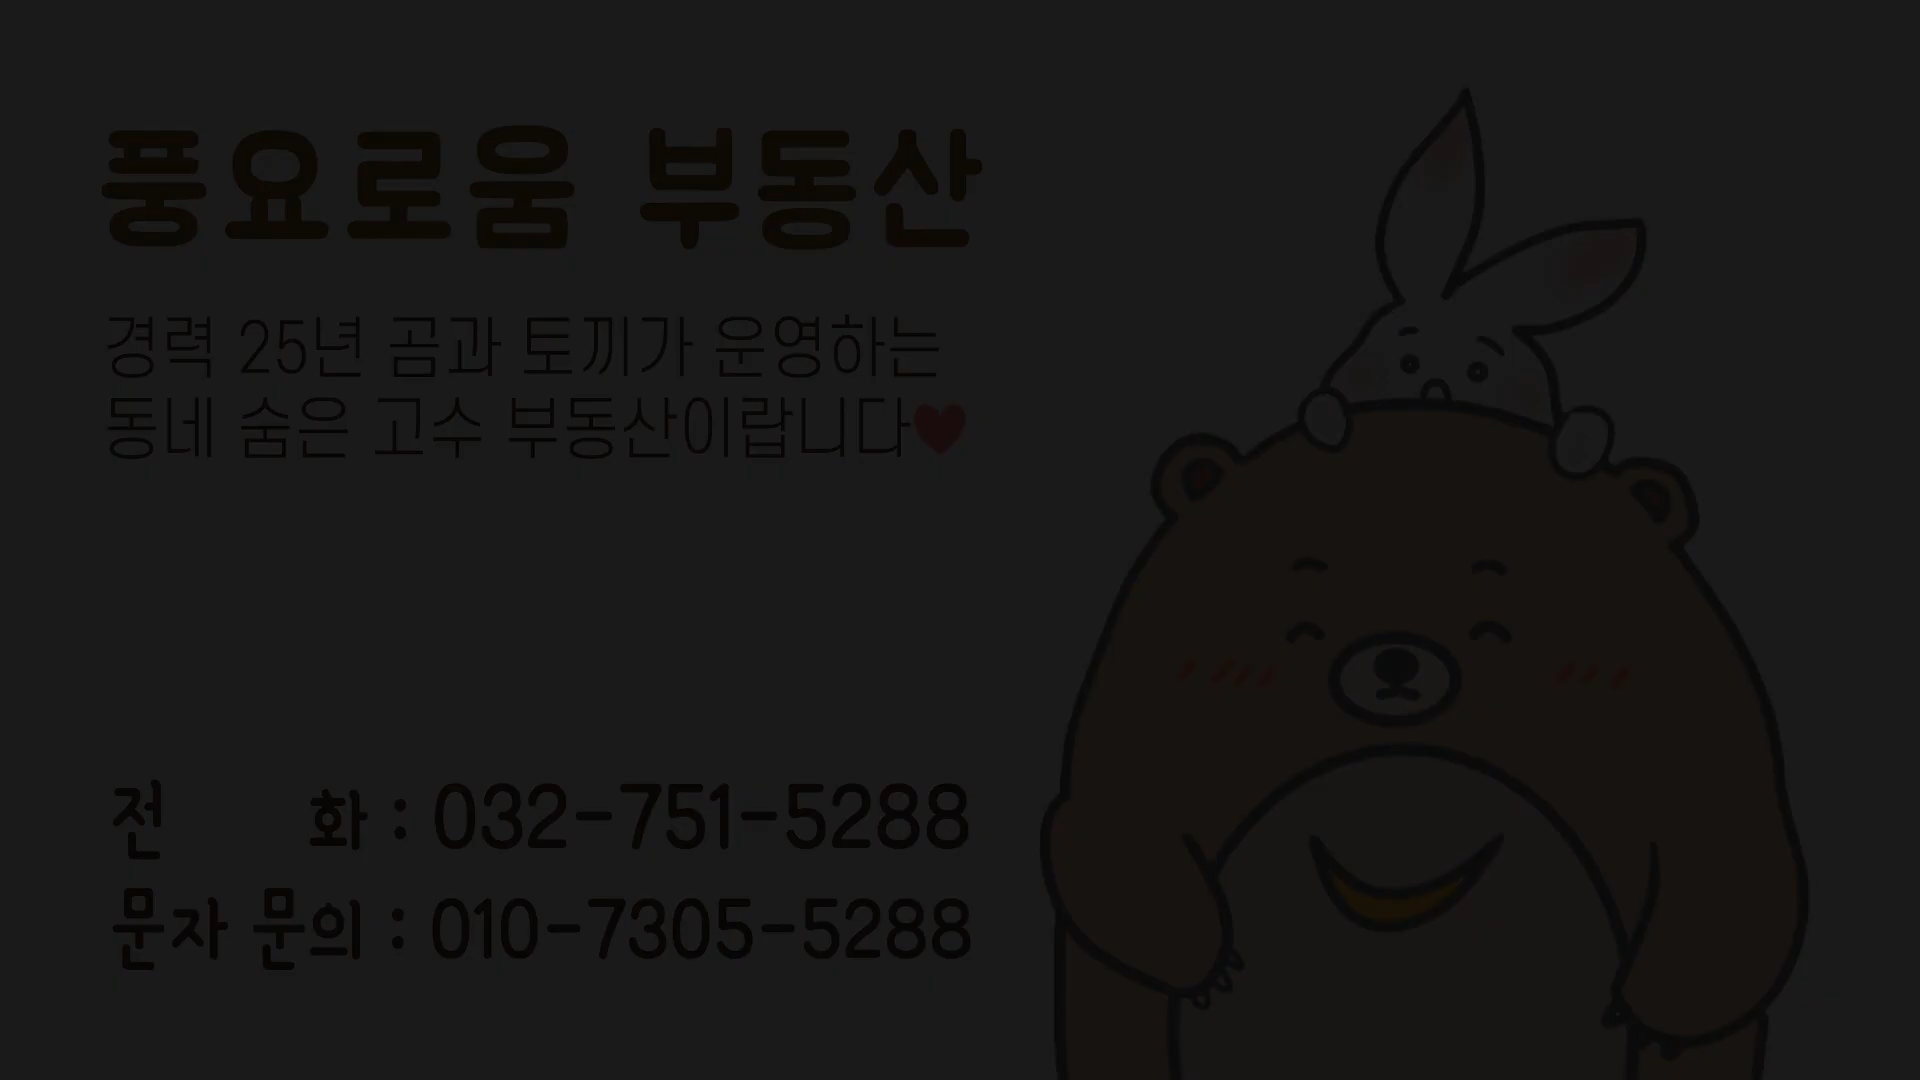 풍요로움 부동산
경력 25년 곰과 토끼가 운영하는
동네 숨은 고수 부동산이랍니다❤
전 화 : 032-751-5288
문자 문의 : 010-7305-5288